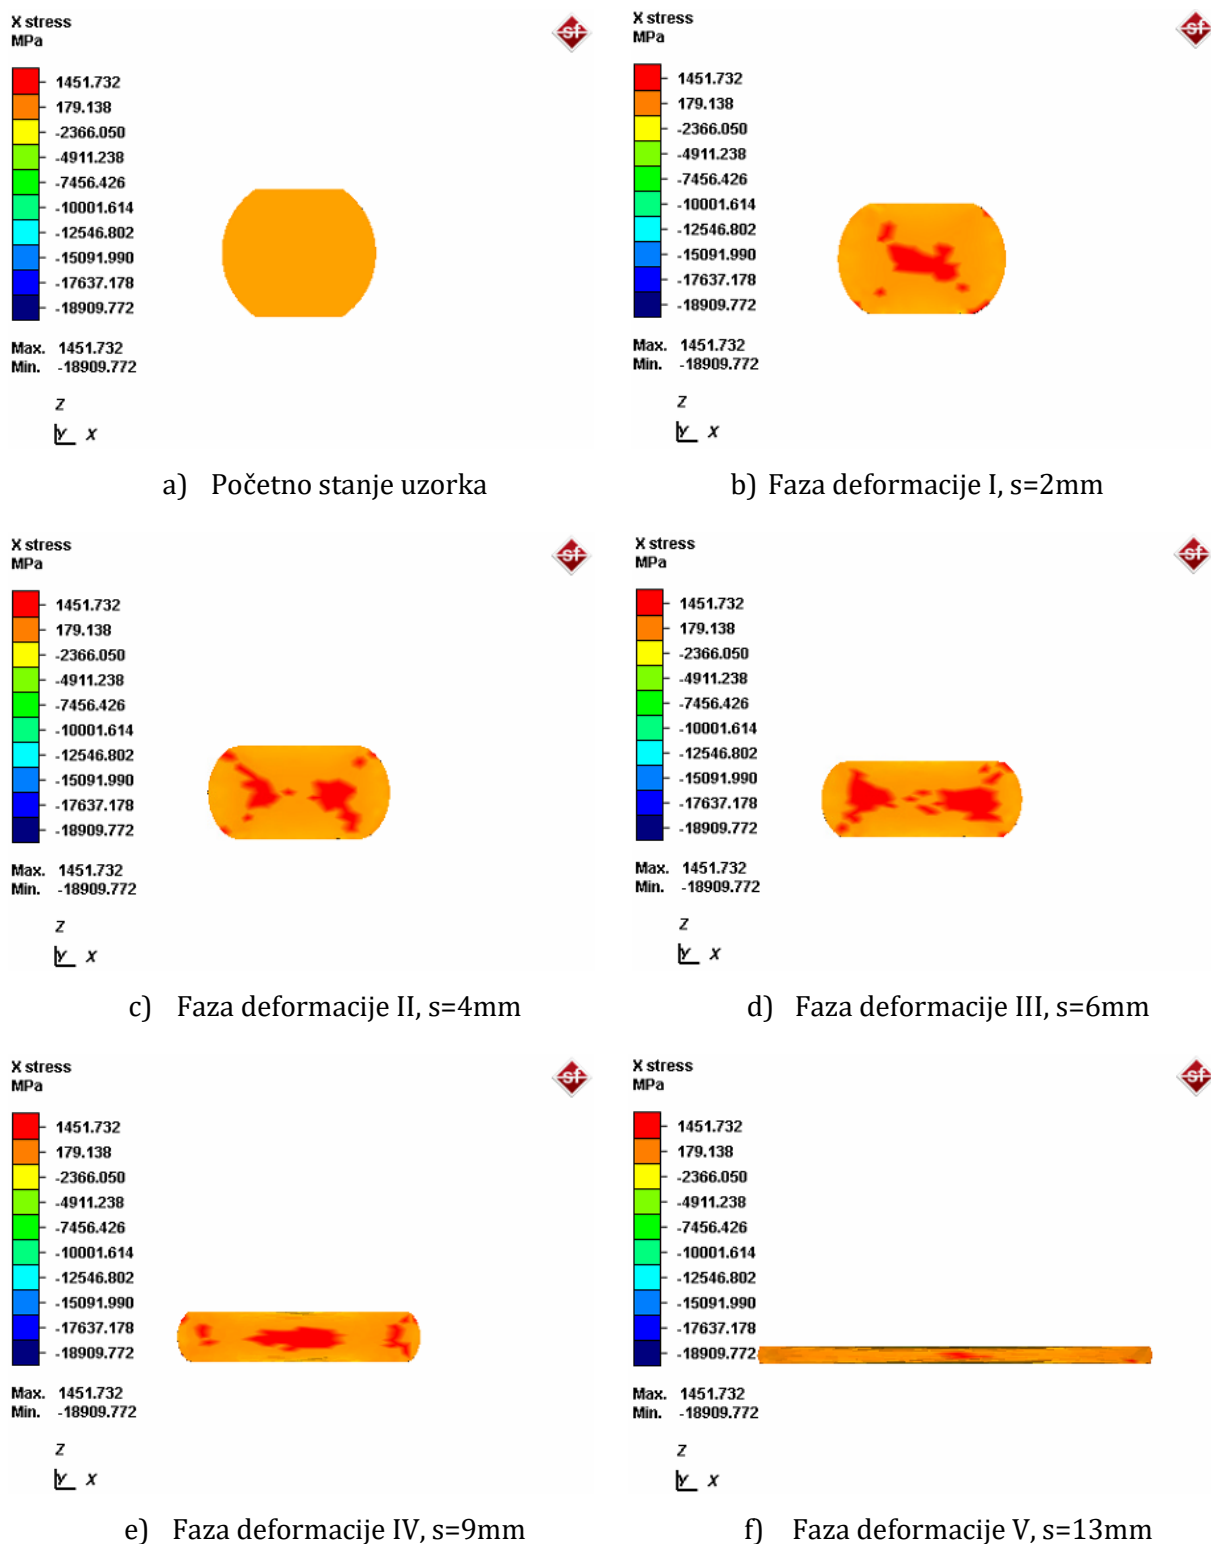 X stress
MPa
sf
1451.732
179.138
-2366.050
-4911.238
-7456.426
-10001.614
-12546.802
-15091.990
-17637.178
-18909.772
Max. 1451.732
Min. -18909.772
Z
Y X
a) Početno stanje uzorka
X stress
MPa
sf
1451.732
179.138
-2366.050
-4911.238
-7456.426
-10001.614
-12546.802
-15091.990
-17637.178
-18909.772
Max. 1451.732
Min. -18909.772
Z
Y X
b) Faza deformacije I, s=2mm
X stress
MPa
sf
1451.732
179.138
-2366.050
-4911.238
-7456.426
-10001.614
-12546.802
-15091.990
-17637.178
-18909.772
Max. 1451.732
Min. -18909.772
Z
Y X
c) Faza deformacije II, s=4mm
X stress
MPa
sf
1451.732
179.138
-2366.050
-4911.238
-7456.426
-10001.614
-12546.802
-15091.990
-17637.178
-18909.772
Max. 1451.732
Min. -18909.772
Z
Y X
d) Faza deformacije III, s=6mm
X stress
MPa
sf
1451.732
179.138
-2366.050
-4911.238
-7456.426
-10001.614
-12546.802
-15091.990
-17637.178
-18909.772
Max. 1451.732
Min. -18909.772
Z
Y X
e) Faza deformacije IV, s=9mm
X stress
MPa
sf
1451.732
179.138
-2366.050
-4911.238
-7456.426
-10001.614
-12546.802
-15091.990
-17637.178
-18909.772
Max. 1451.732
Min. -18909.772
Z
Y X
f) Faza deformacije V, s=13mm